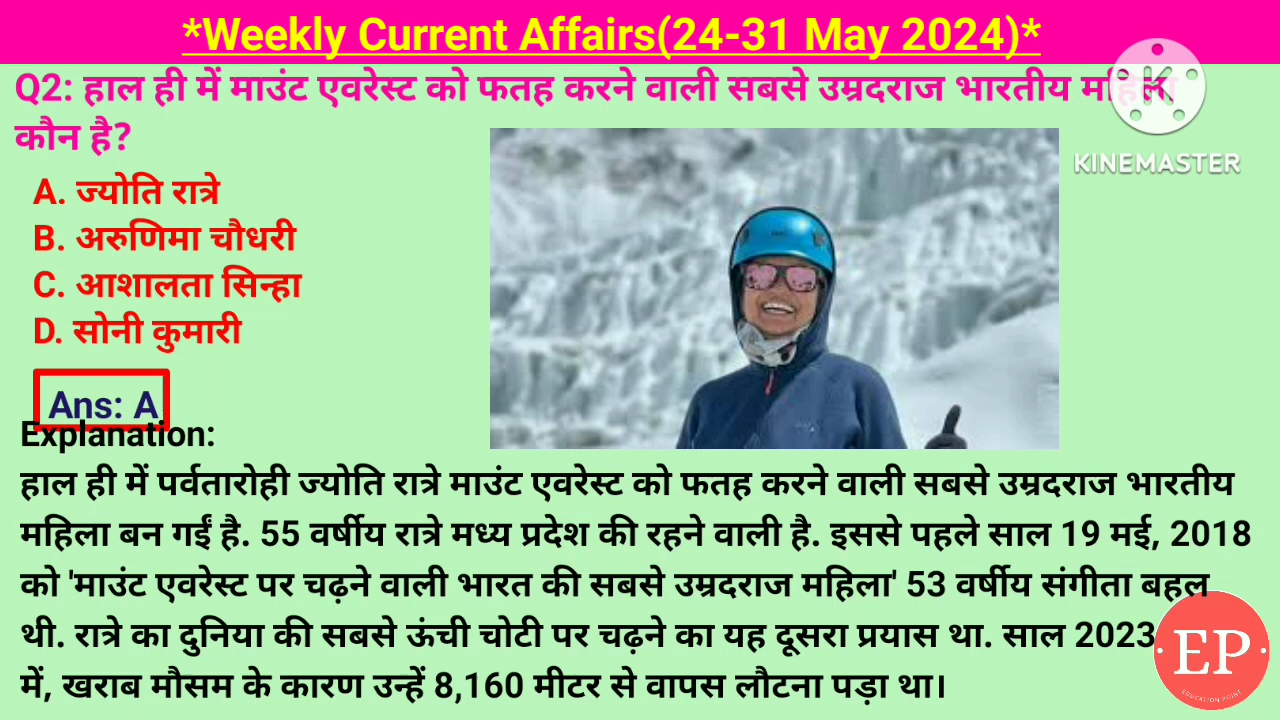 *Weekly Current Affairs(24-31 May 2024)*
Q2: हाल ही में माउंट एवरेस्ट को फतह करने वाली सबसे उम्रदराज भारतीय महिला
कौन है?
KINEMASTER
A. ज्योति रात्रे
B. अरुणिमा चौधरी
C. आशालता सिन्हा
D. सोनी कुमारी
Ans: A
Explanation:
हाल ही में पर्वतारोही ज्योति रात्रे माउंट एवरेस्ट को फतह करने वाली सबसे उम्रदराज भारतीय
महिला बन गईं है. 55 वर्षीय रात्रे मध्य प्रदेश की रहने वाली है. इससे पहले साल 19 मई, 2018
को 'माउंट एवरेस्ट पर चढ़ने वाली भारत की सबसे उम्रदराज महिला' 53 वर्षीय संगीता बहल
थी. रात्रे का दुनिया की सबसे ऊंची चोटी पर चढ़ने का यह दूसरा प्रयास था. साल 2023
में, खराब मौसम के कारण उन्हें 8,160 मीटर से वापस लौटना पड़ा था।
EP
EDUCATION POINT